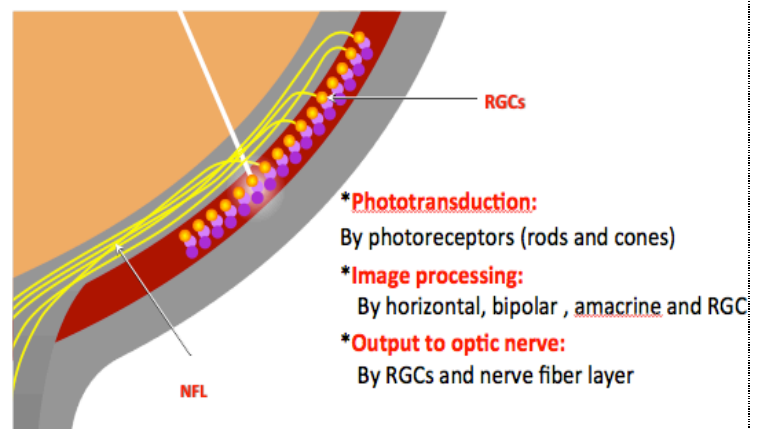 RGCs
*Phototransduction:
By photoreceptors (rods and cones)
*Image processing:
By horizontal, bipolar , amacrine and RGC
*Output to optic nerve:
By RGCs and nerve fiber layer
NFL